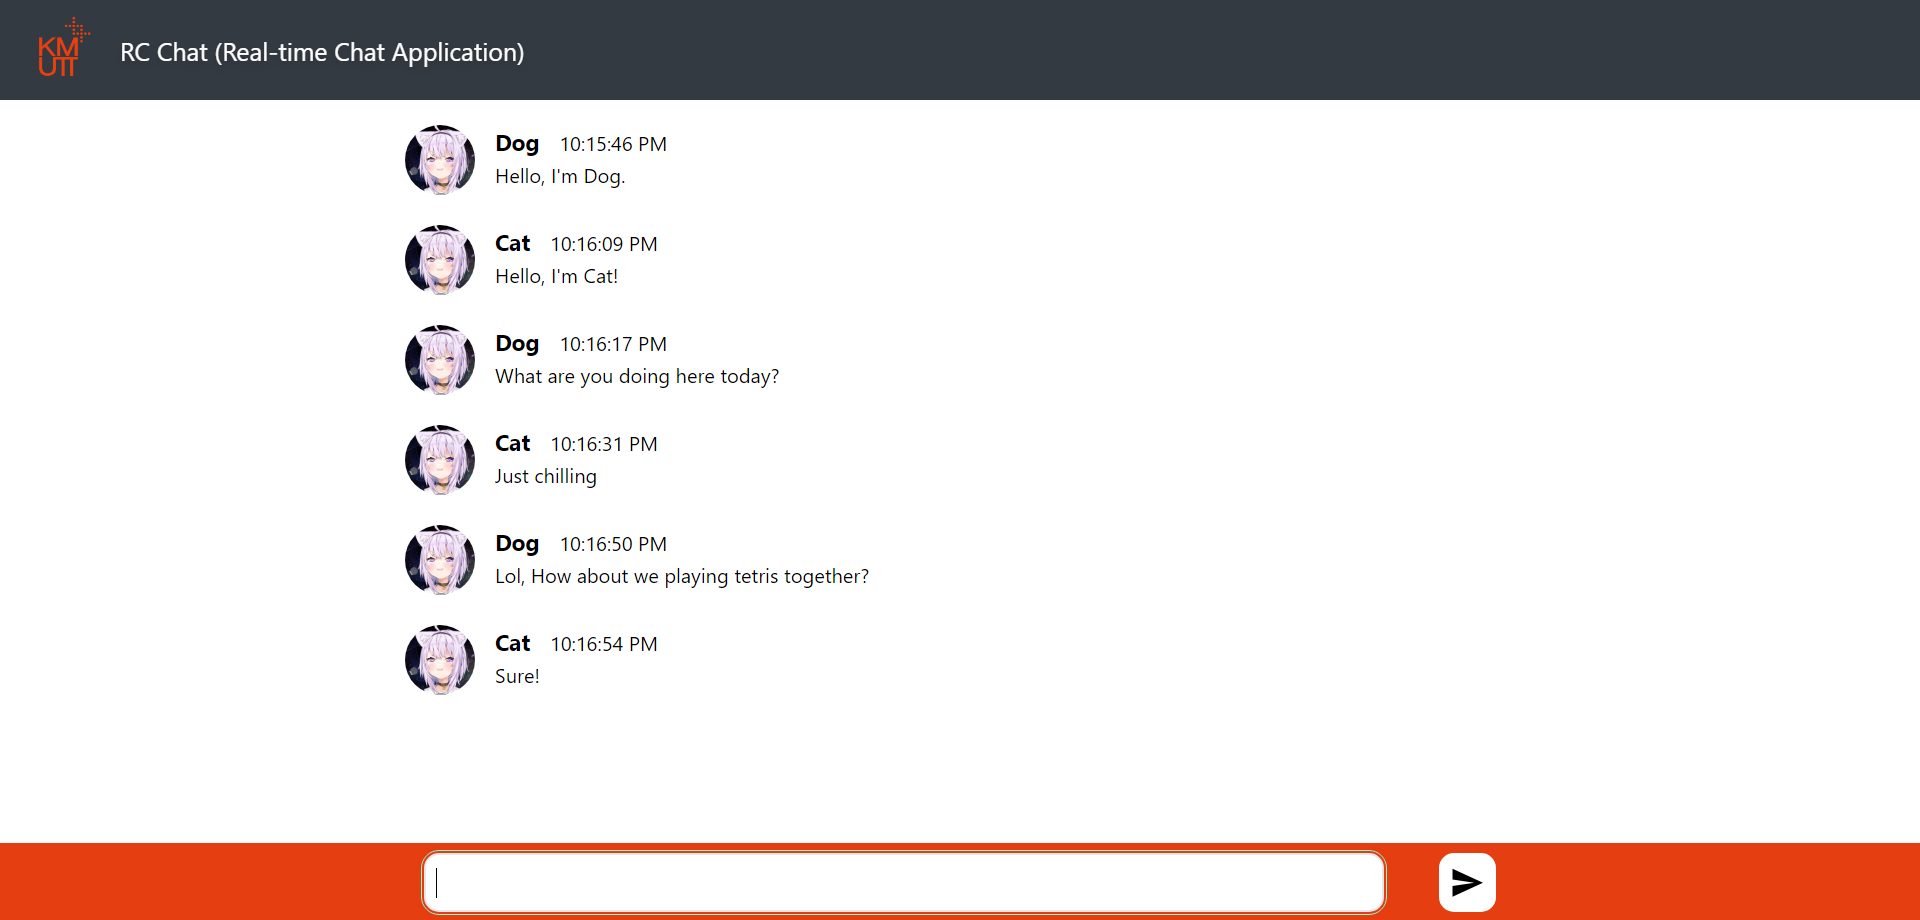 KM
UTT
RC Chat (Real-time Chat Application)
Dog 10:15:46 PM
Hello, I'm Dog.
Cat 10:16:09 PM
Hello, I'm Cat!
Dog 10:16:17 PM
What are you doing here today?
Cat 10:16:31 PM
Just chilling
Dog 10:16:50 PM
Lol, How about we playing tetris together?
Cat 10:16:54 PM
Sure!